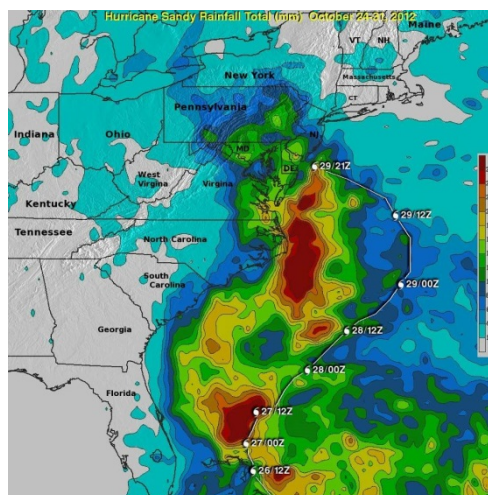 Hurricane Sandy Rainfall Total (mm) October 24-31, 2012
Maine
VT
NH
Massachusetts
New York
CT
Pennsylvania
NJ
Indiana
Ohio
MD
DE
West
Virginia
Virginia
29/21Z
Kentucky
29/12Z
Tennessee
North Carolina
South
Carolina
29/00Z
Georgia
28/12Z
28/00Z
Florida
27/12Z
27/00Z
26/12Z